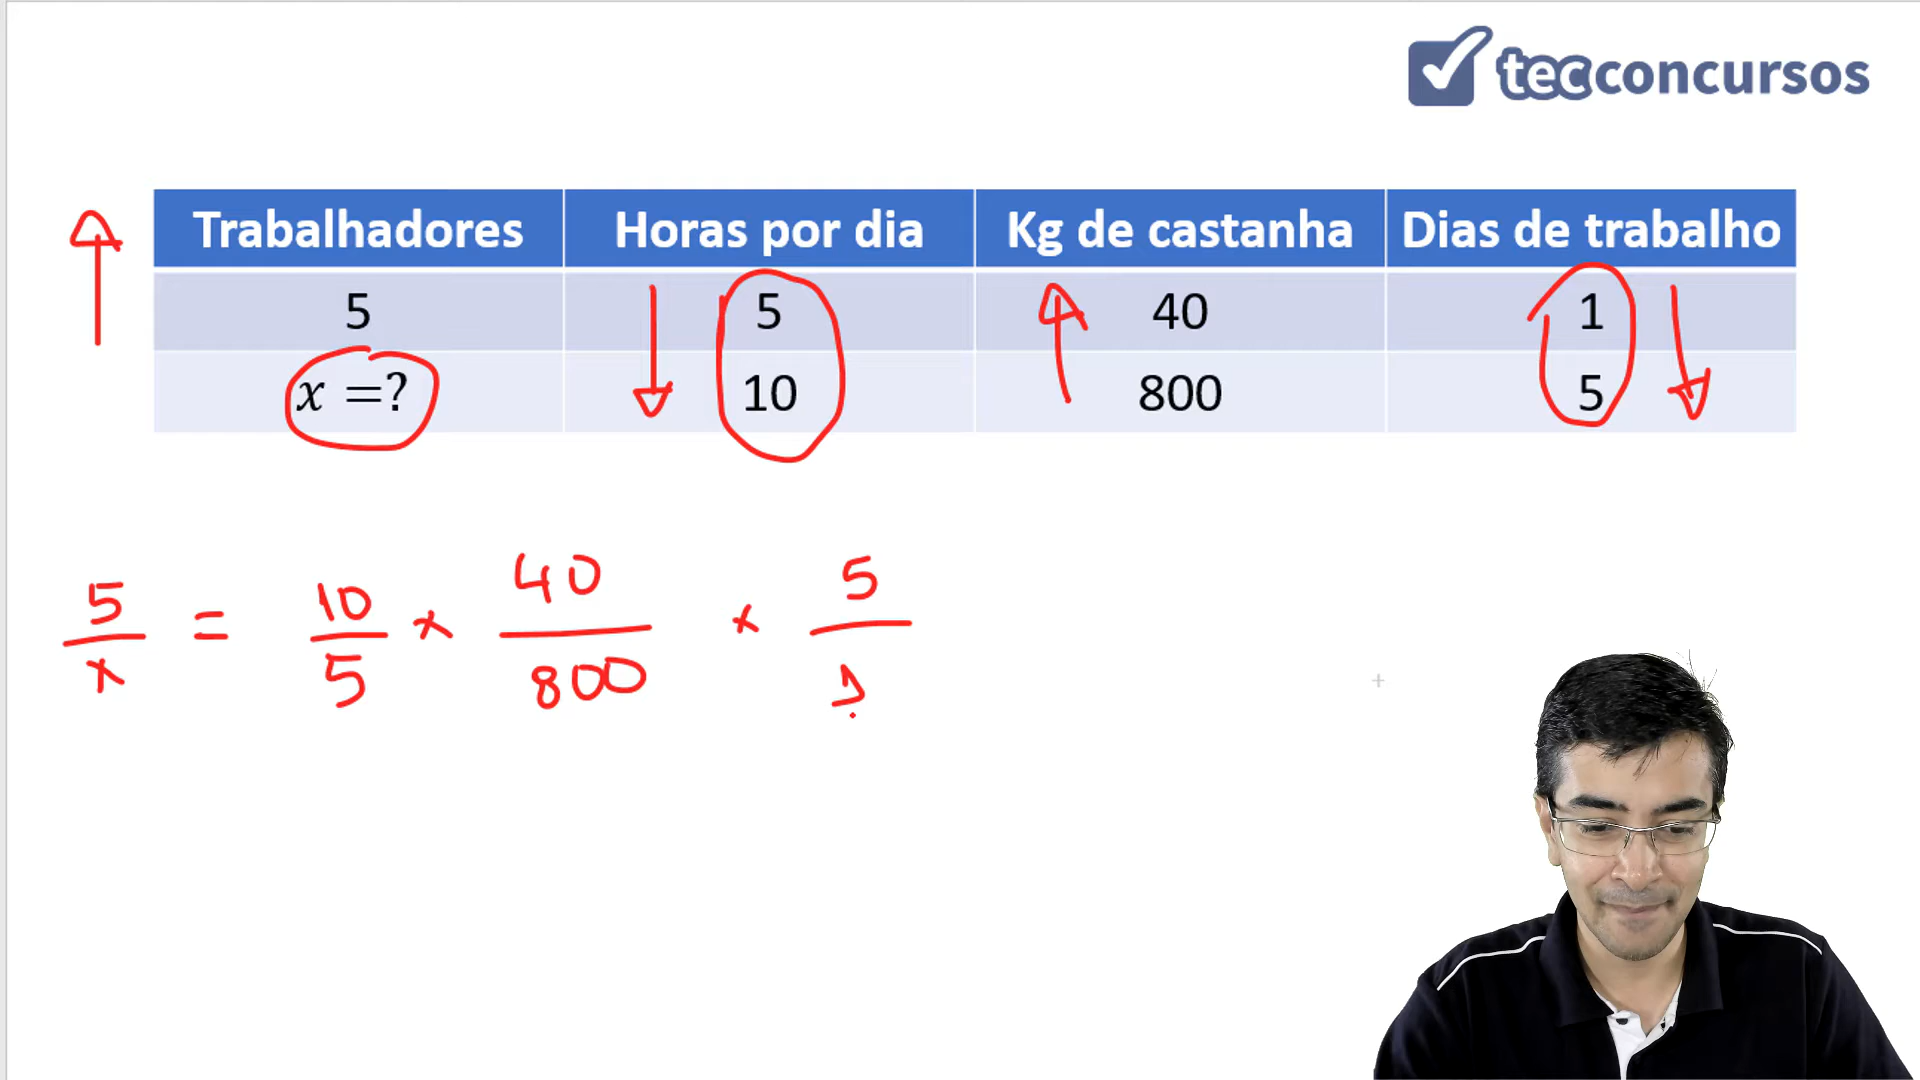 tecconcursos
Trabalhadores Horas por dia Kg de castanha Dias de trabalho
5 5 40 1
x =? 10 800 5
5/x = 10/5 x 40/800 x 5/1